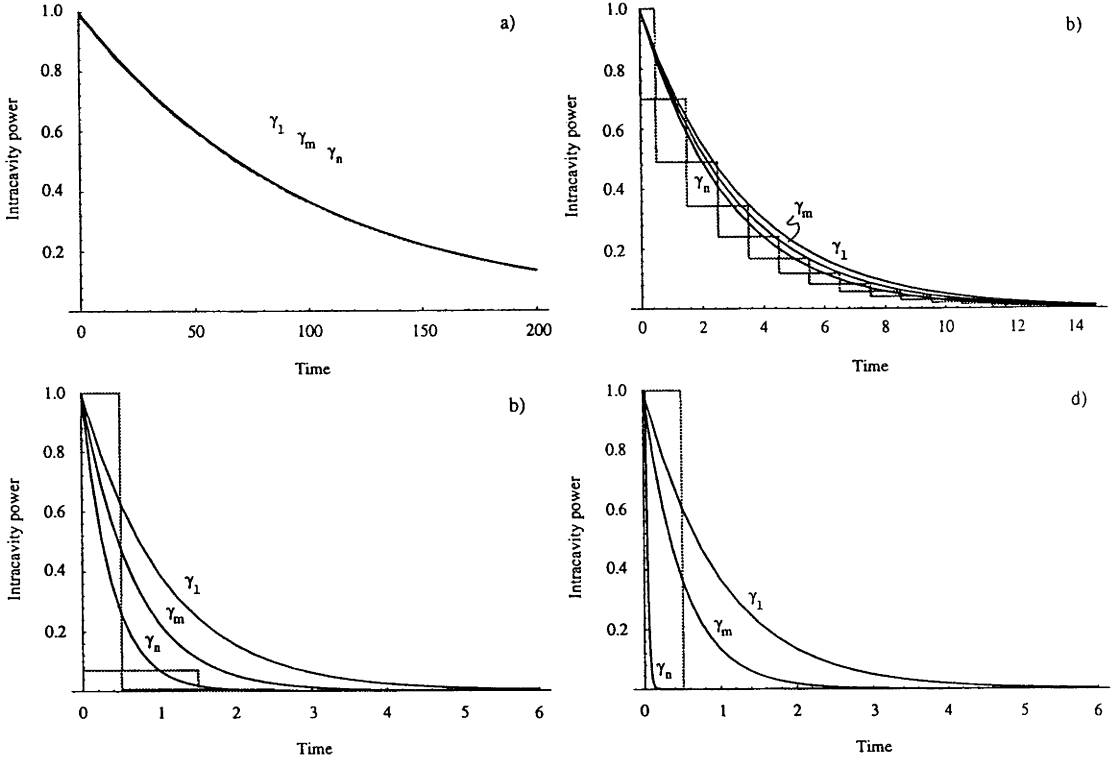 a)
1.0
0.8
0.6
0.4
0.2
Intracavity power
γ1 γm γn
0 50 100 150 200
Time
b)
1.0
0.8
0.6
0.4
0.2
Intracavity power
γn
γm
γ1
0 2 4 6 8 10 12 14
Time
b)
1.0
0.8
0.6
0.4
0.2
Intracavity power
γ1
γm
γn
0 1 2 3 4 5 6
Time
d)
1.0
0.8
0.6
0.4
0.2
Intracavity power
γ1
γm
γn
0 1 2 3 4 5 6
Time